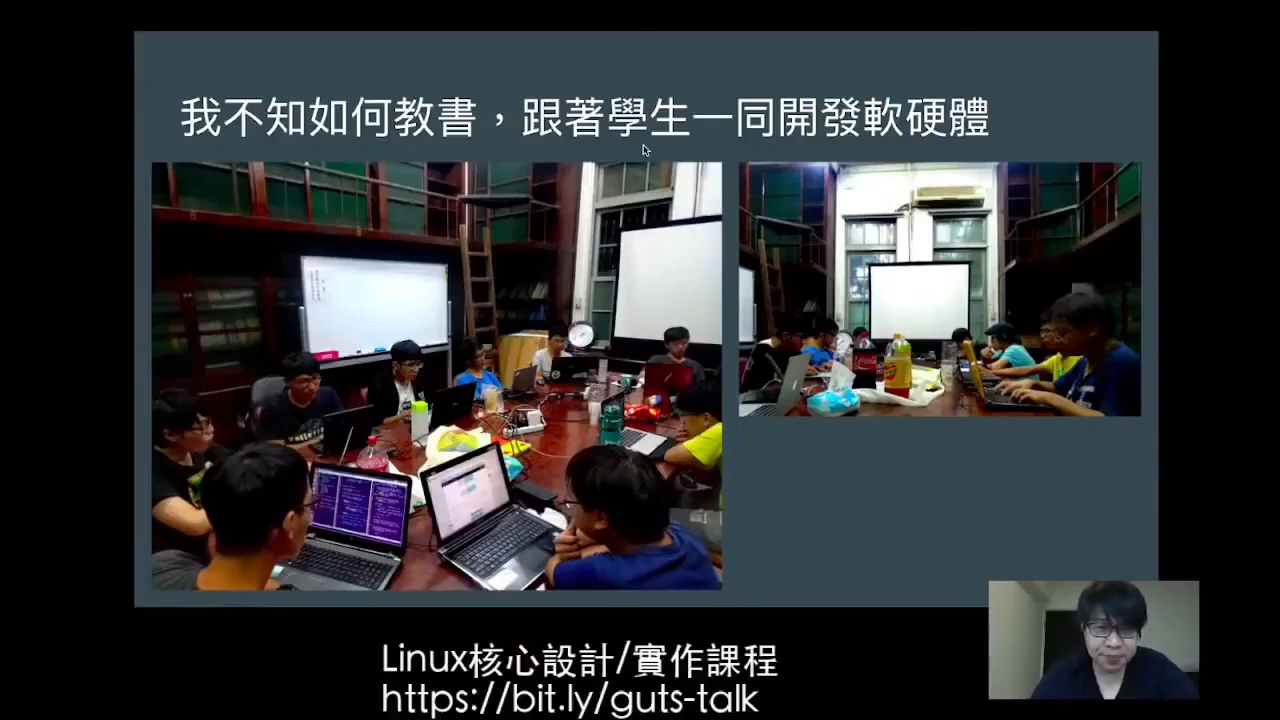 我不知如何教書，跟著學生一同開發軟硬體
Linux核心設計/實作課程
https://bit.ly/guts-talk